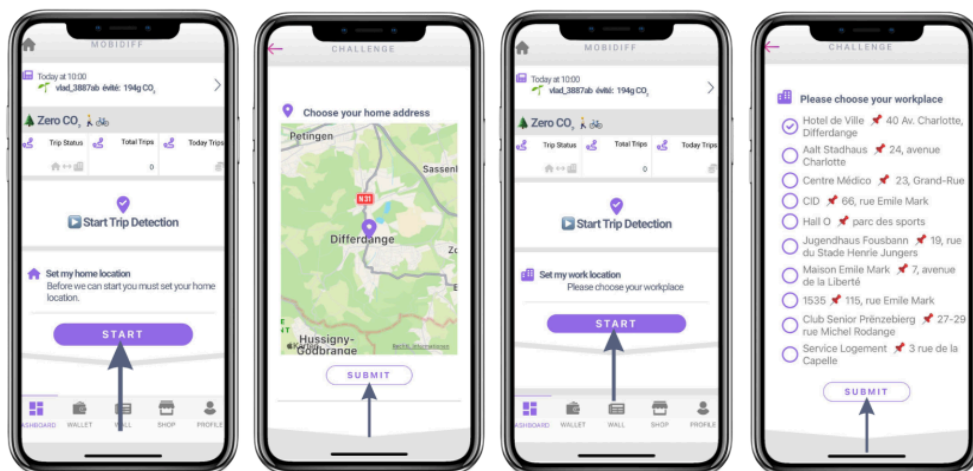 MOBIDIFF
Today at 10:00
vlad_3887ab évité: 194g CO₂
Zero CO₂
Trip Status
Total Trips
Today Trips
0
Start Trip Detection
Set my home location
Before we can start you must set your home
location.
START
ASHBOARD
WALLET
WALL
SHOP
PROFILE
CHALLENGE
Choose your home address
Petingen
Sassen
N31
Differdange
Hussigny-
Godbrange
Rechtl. Informationen
SUBMIT
MOBIDIFF
Today at 10:00
vlad_3887ab évité: 194g CO₂
Zero CO₂
Trip Status
Total Trips
Today Trips
0
Start Trip Detection
Set my work location
Please choose your workplace
START
ASHBOARD
WALLET
WALL
SHOP
PROFILE
CHALLENGE
Please choose your workplace
Hotel de Ville 📌 40 Av. Charlotte,
Differdange
Aalt Stadhaus 📌 24, avenue
Charlotte
Centre Médico 📌 23, Grand-Rue
CID 📌 66, rue Emile Mark
Hall O 📌 parc des sports
Jugendhaus Fousbann 📌 19, rue
du Stade Henrie Jungers
Maison Emile Mark 📌 7, avenue
de la Liberté
1535 📌 115, rue Emile Mark
Club Senior Prënzebierg 📌 27-29
rue Michel Rodange
Service Logement 📌 3 rue de la
Capelle
SUBMIT